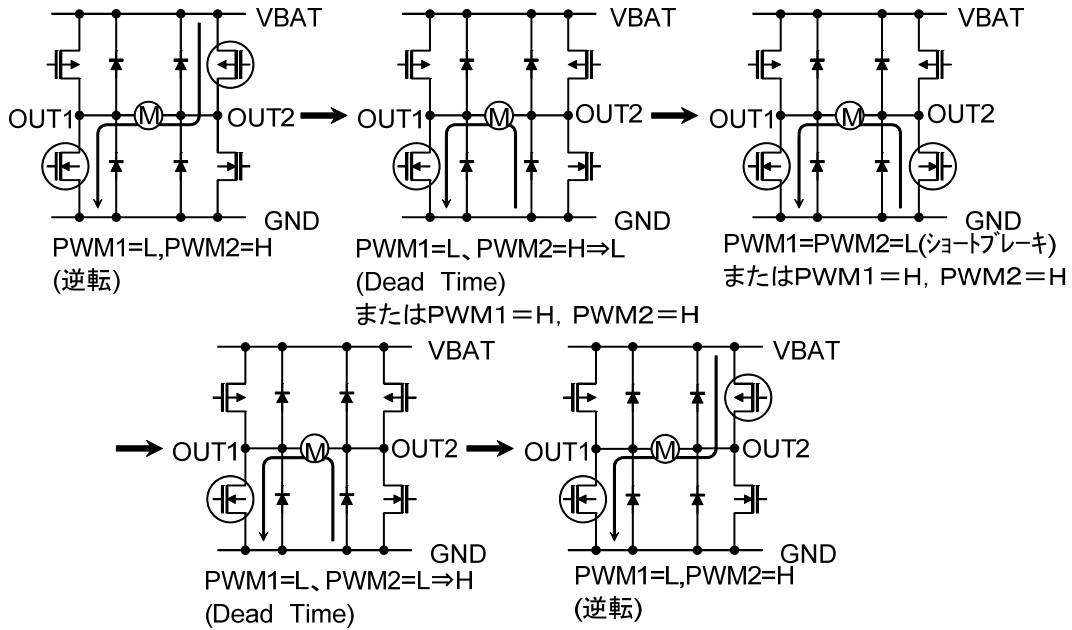 VBAT
OUT1
M
OUT2
GND
PWM1=L,PWM2=H
(逆転)
VBAT
OUT1
M
OUT2
GND
PWM1=L、PWM2=H⇒L
(Dead Time)
またはPWM1=H, PWM2=H
VBAT
OUT1
M
OUT2
GND
PWM1=PWM2=L(ショートブレーキ)
またはPWM1=H, PWM2=H
VBAT
OUT1
M
OUT2
GND
PWM1=L、PWM2=L⇒H
(Dead Time)
VBAT
OUT1
M
OUT2
GND
PWM1=L,PWM2=H
(逆転)